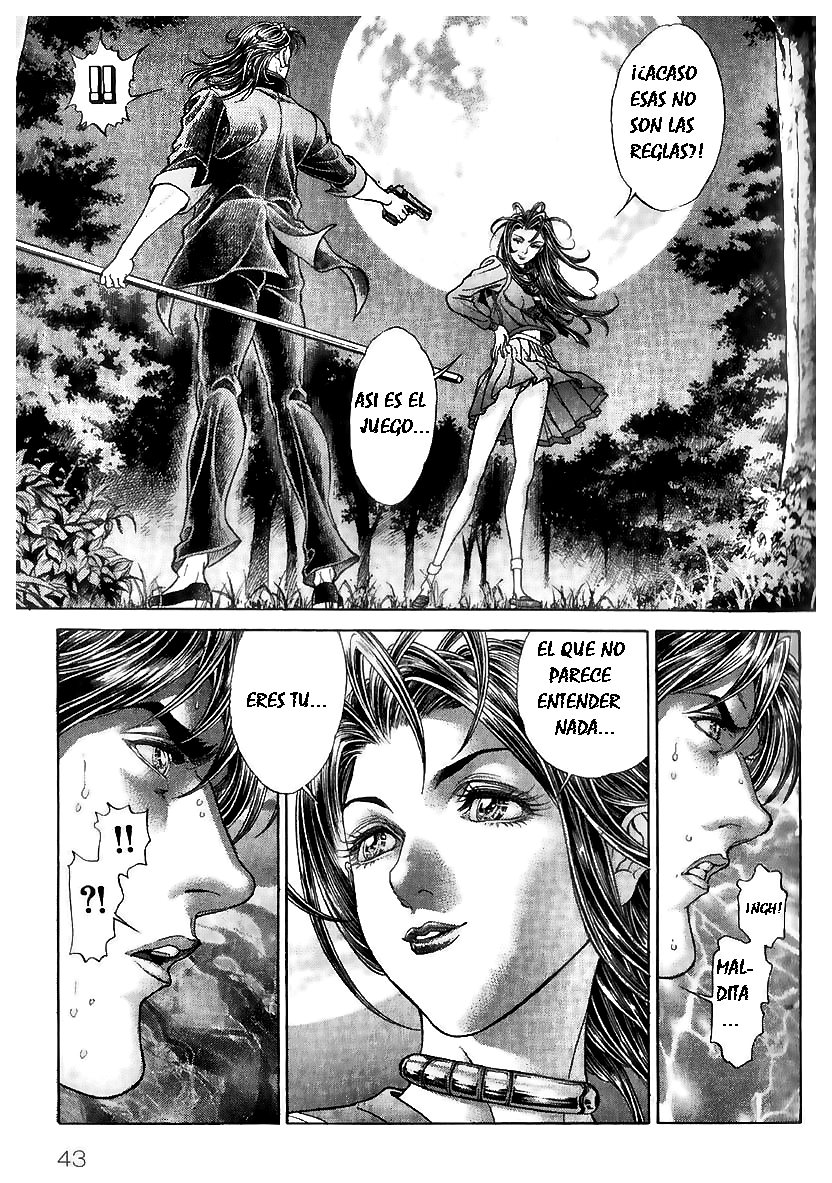 ¡¿ACASO
ESAS NO
SON LAS
REGLAS?!
!!
ASI ES EL
JUEGO...
EL QUE NO
PARECE
ENTENDER
NADA...
ERES TU...
!!
?!
¡NGH!
MAL-
DITA
...
43